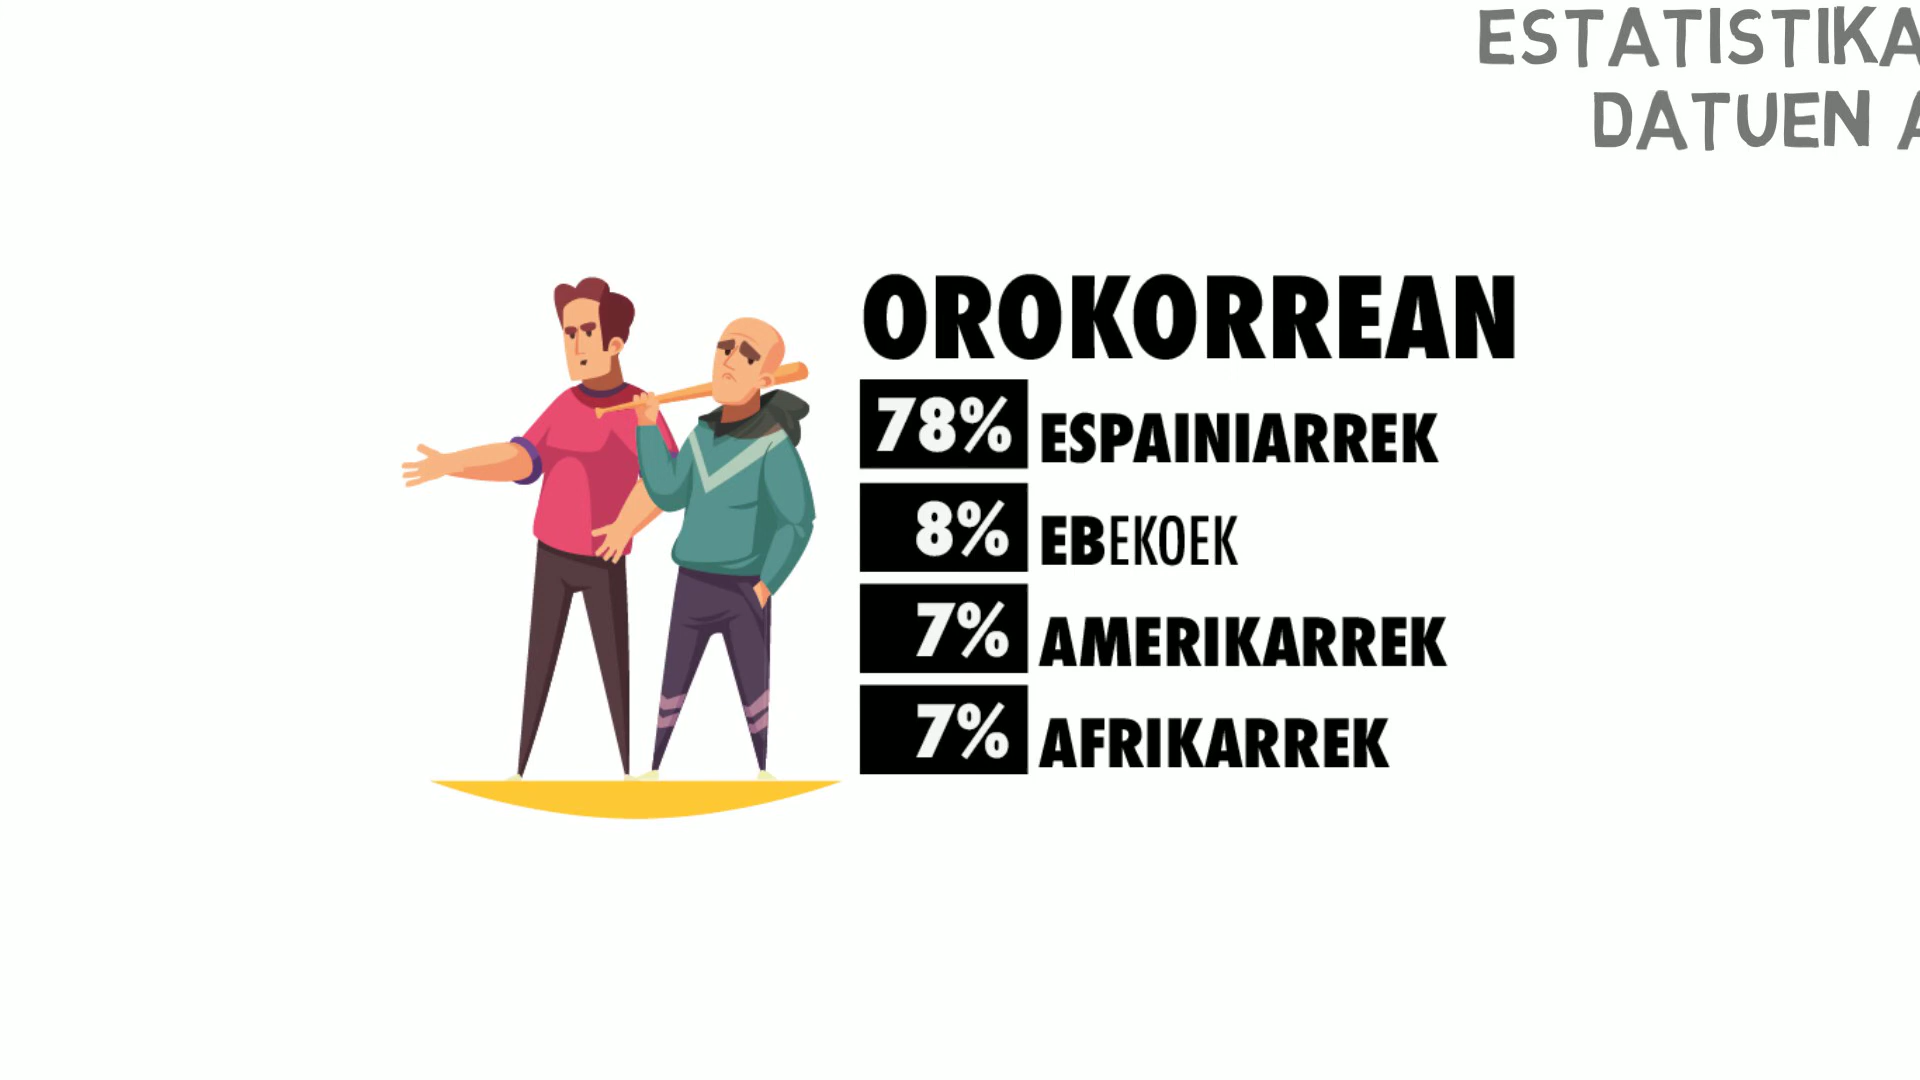 ESTATISTIKA
DATUEN A
OROKORREAN
78% ESPAINIARREK
8% EBEKOEK
7% AMERIKARREK
7% AFRIKARREK